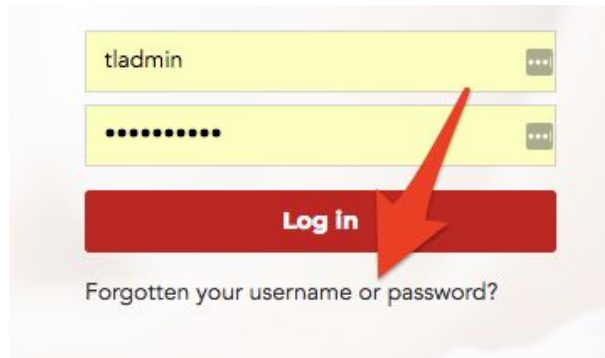 tladmin
••••••••••
Log in
Forgotten your username or password?